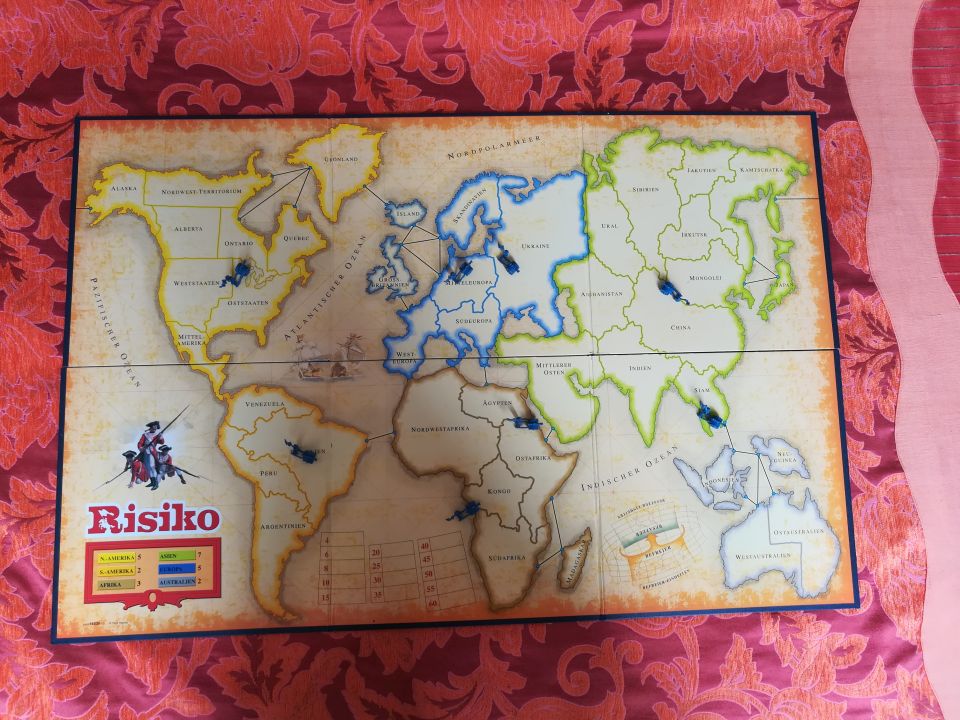 NORDPOLARMEER
GRÖNLAND
ALASKA
NORDWEST-TERRITORIUM
ISLAND
SKANDINAVIEN
SIBIRIEN
JAKUTIEN
KAMTSCHATKA
ALBERTA
ONTARIO
QUEBEC
UKRAINE
URAL
IRKUTSK
WESTSTAATEN
OSTSTAATEN
GROSS-
BRITANNIEN
MITTELEUROPA
MONGOLEI
JAPAN
AFGHANISTAN
PAZIFISCHER OZEAN
ATLANTISCHER OZEAN
MITTEL
AMERIKA
SÜDEUROPA
CHINA
WEST-
EUROPA
MITTLERER
OSTEN
INDIEN
SIAM
VENEZUELA
ÄGYPTEN
NORDWESTAFRIKA
PERU
OSTAFRIKA
INDISCHER OZEAN
NEU-
GUINEA
INDONESIEN
KONGO
ARGENTINIEN
SÜDAFRIKA
MADAGASKAR
OSTAUSTRALIEN
WESTAUSTRALIEN
Risiko
N.-AMERIKA 5
ASIEN 7
S.-AMERIKA 2
EUROPA 5
AFRIKA 3
AUSTRALIEN 2
4 20 40
6 25 45
8 30 50
10 35 55
15 60
BEFREIER